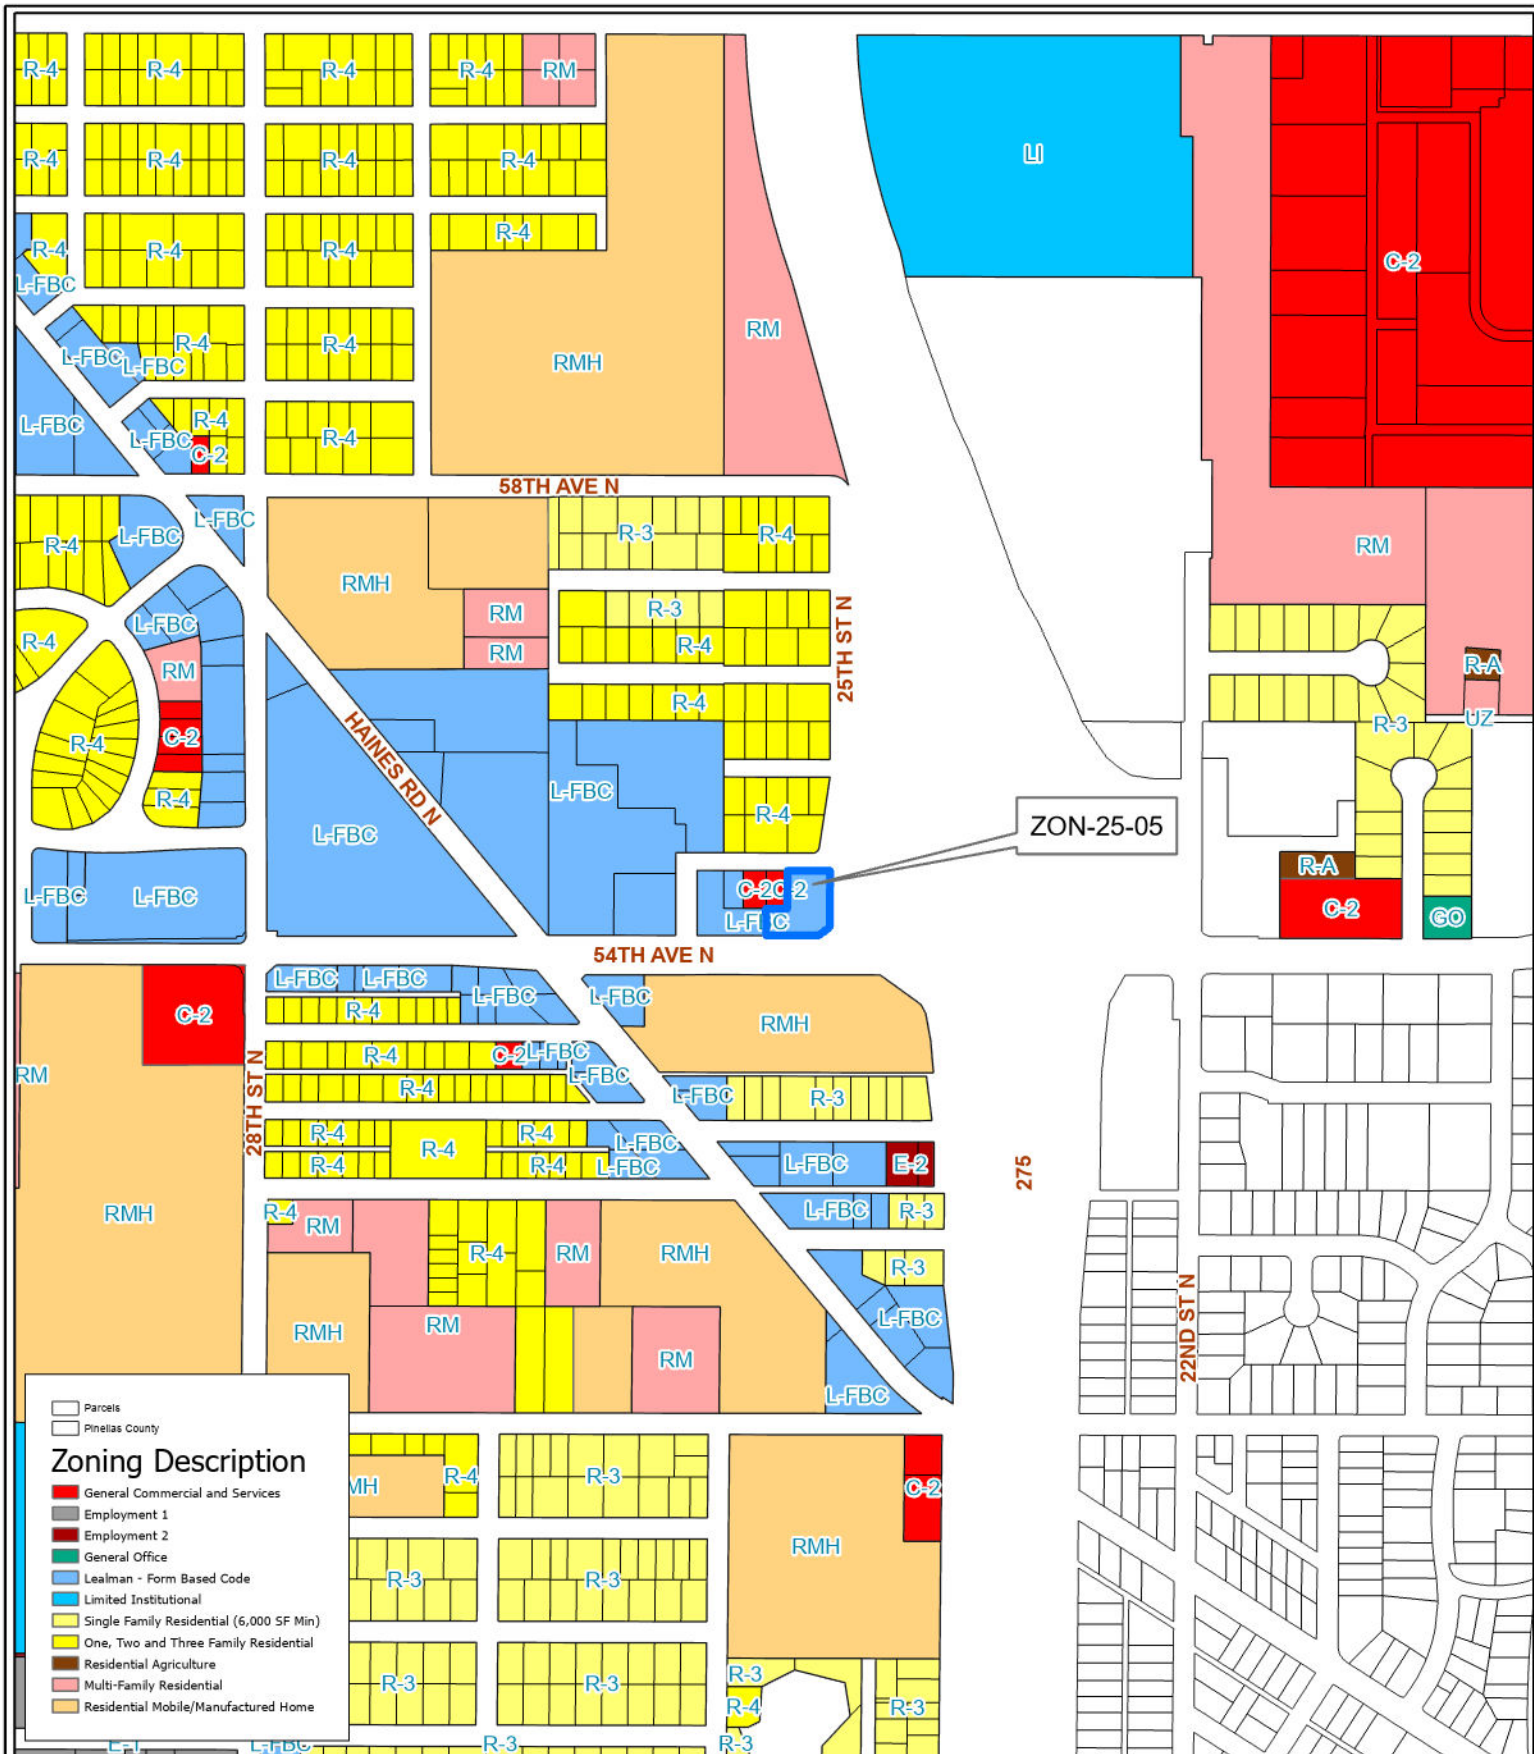 R-4
R-4
R-4
R-4
RM
R-4
R-4
R-4
R-4
LI
R-4
R-4
R-4
R-4
L-FBC
C-2
RM
R-4
R-4
L-FBC
L-FBC
RMH
R-4
L-FBC
R-4
L-FBC
C-2
58TH AVE N
L-FBC
R-4
L-FBC
R-3
R-4
RM
RMH
RM
R-3
25TH ST N
L-FBC
R-4
RM
R-4
RM
R-A
R-4
HAINES RD N
R-3
UZ
R-4
C-2
R-4
L-FBC
R-4
L-FBC
ZON-25-05
R-A
L-FBC
L-FBC
C-2
C-2
L-FBC
C-2
GO
54TH AVE N
L-FBC
L-FBC
L-FBC
L-FBC
R-4
C-2
RMH
R-4
C-2
L-FBC
L-FBC
RM
28TH ST N
R-4
L-FBC
R-3
R-4
R-4
R-4
L-FBC
R-4
R-4
L-FBC
L-FBC
E-2
275
RMH
R-4
RM
L-FBC
R-3
R-4
RM
RMH
R-3
L-FBC
22ND ST N
RMH
RM
RM
L-FBC
Parcels
Pinellas County
Zoning Description
General Commercial and Services
Employment 1
Employment 2
General Office
Lealman - Form Based Code
Limited Institutional
Single Family Residential (6,000 SF Min)
One, Two and Three Family Residential
Residential Agriculture
Multi-Family Residential
Residential Mobile/Manufactured Home
MH
R-4
R-3
C-2
RMH
R-3
R-3
R-3
R-3
R-3
R-4
R-3
E-1
L-FBC
R-3
R-3